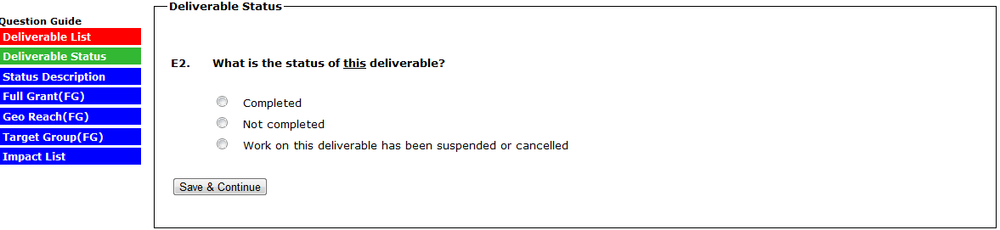 Question Guide
Deliverable List
Deliverable Status
Status Description
Full Grant(FG)
Geo Reach(FG)
Target Group(FG)
Impact List
Deliverable Status
E2. What is the status of this deliverable?
Completed
Not completed
Work on this deliverable has been suspended or cancelled
Save & Continue